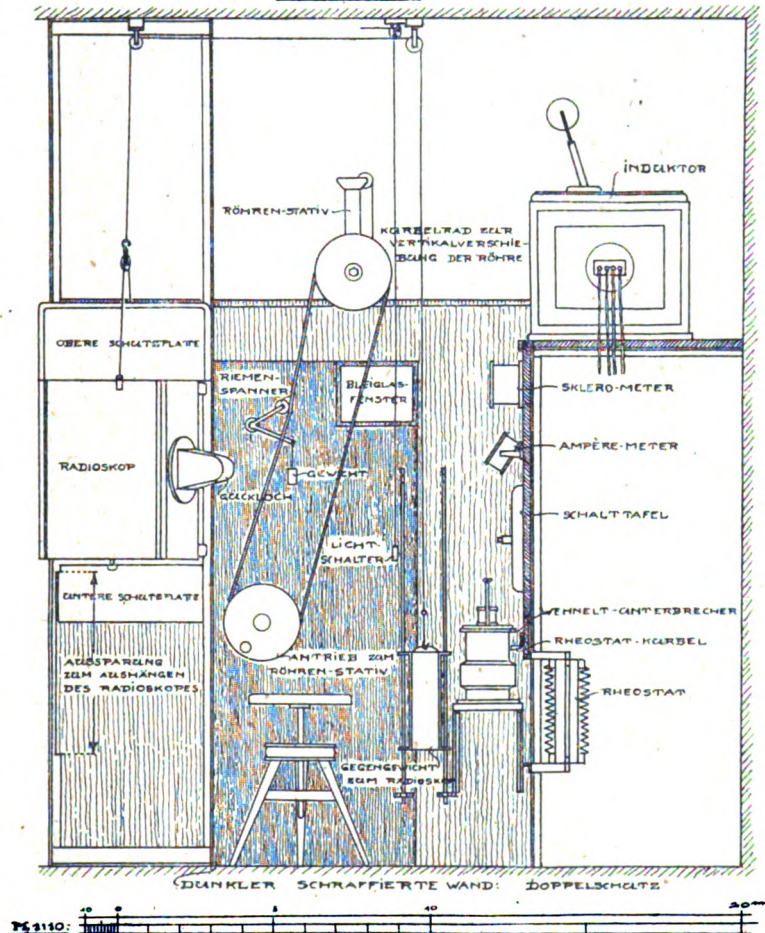 INDUKTOR
RÖHREN-STATIV
KURBELRAD ZUR
VERTIKALVERSCHIE-
BUNG DER RÖHRE
OBERE SCHUTZPLATTE
RIEMEN-
SPANNER
BLEIGLAS-
FENSTER
SKLERO-METER
AMPÈRE-METER
RADIOSKOP
GEWICHT
GUCKLOCH
SCHALTTAFEL
LICHT-
SCHALTER
UNTERE SCHUTZPLATTE
WEHNELT-UNTERBRECHER
RHEOSTAT-KURBEL
ANTRIEB ZUM
RÖHREN-STATIV
AUSSPARUNG
ZUM AUSHÄNGEN
DES RADIOSKOPES
RHEOSTAT
GEGENGEWICHT
ZUM RADIOSKOP
DUNKLER SCHRAFFIERTE WAND: DOPPELSCHUTZ
10 0 5 10 20
1:10: